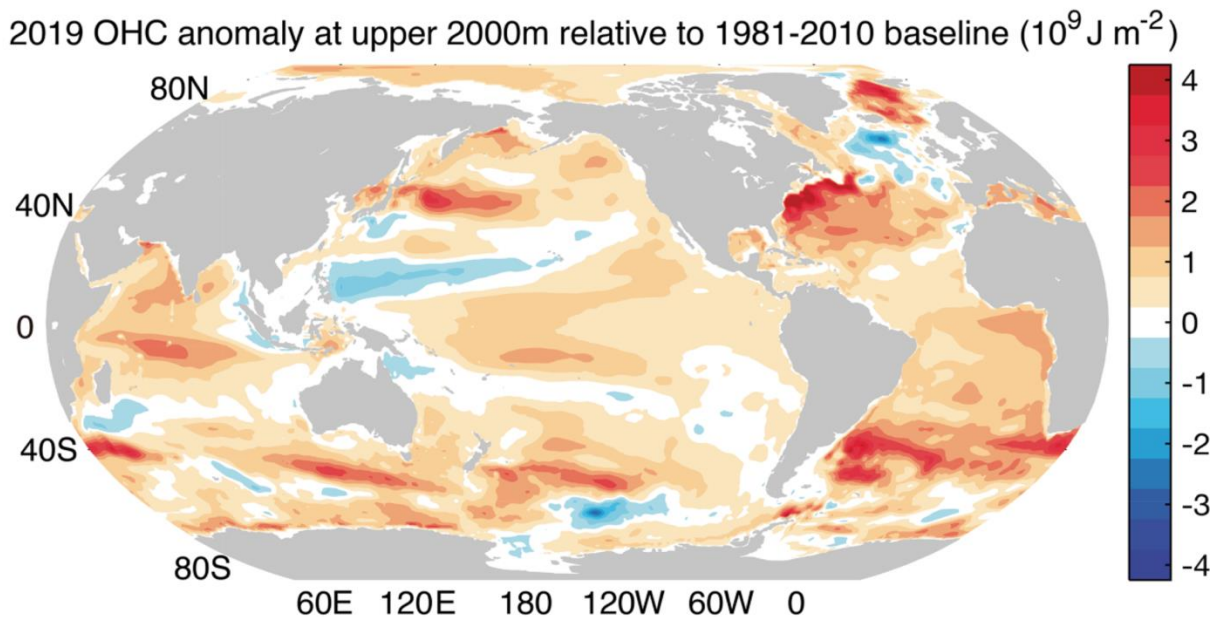 2019 OHC anomaly at upper 2000m relative to 1981-2010 baseline (10⁹ J m⁻²)
80N
40N
0
40S
80S
60E 120E 180 120W 60W 0
4
3
2
1
0
-1
-2
-3
-4